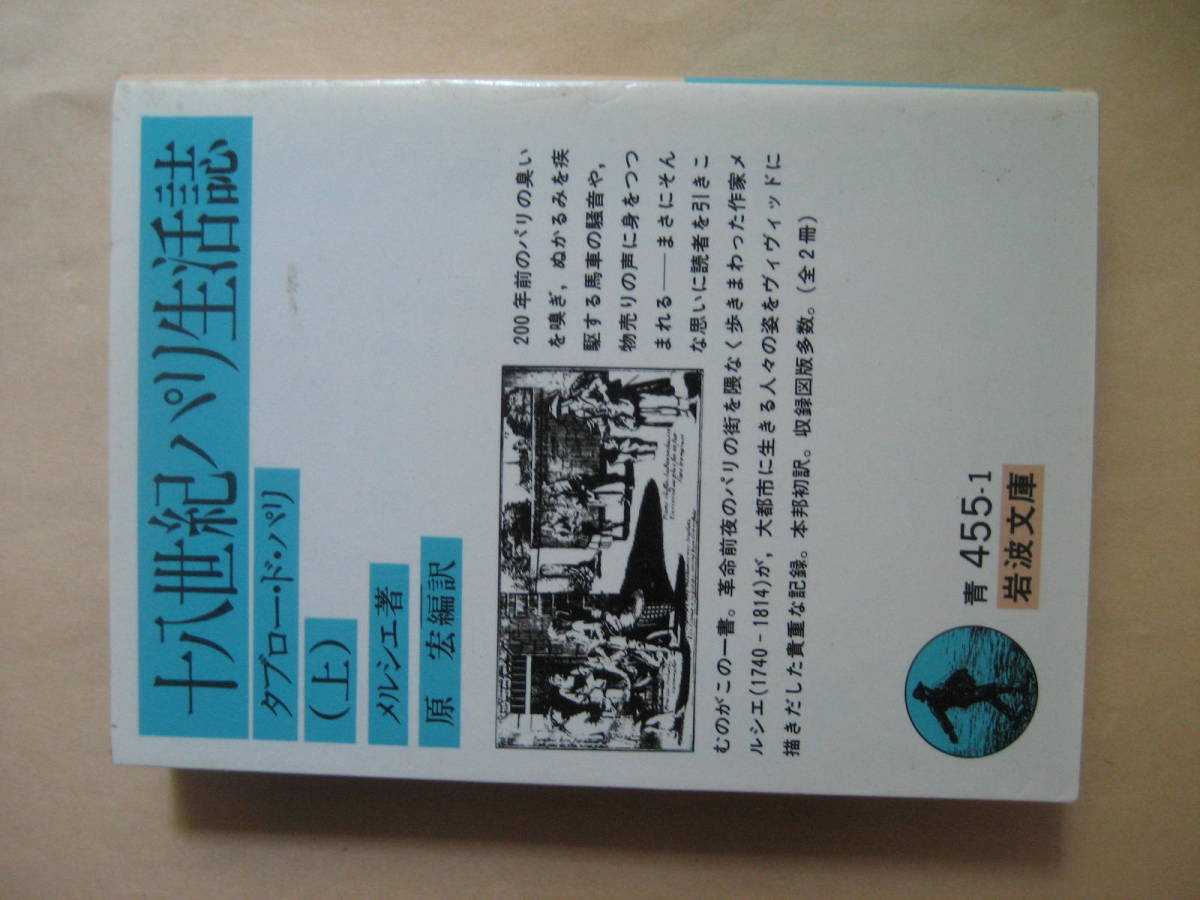 十八世紀パリ生活誌
タブロー・ド・パリ
(上)
メルシエ著
原 宏編訳
200年前のパリの臭い
を嗅ぎ，ぬかるみを疾
駆する馬車の騒音や，
物売りの声に身をつつ
まれる──まさにそん
な思いに読者を引きこ
むのがこの一書。革命前夜のパリの街を隈なく歩きまわった作家メ
ルシエ(1740－1814)が，大都市に生きる人々の姿をヴィヴィッドに
描きだした貴重な記録。本邦初訳。収録図版多数。(全2冊)
青 455-1
岩波文庫